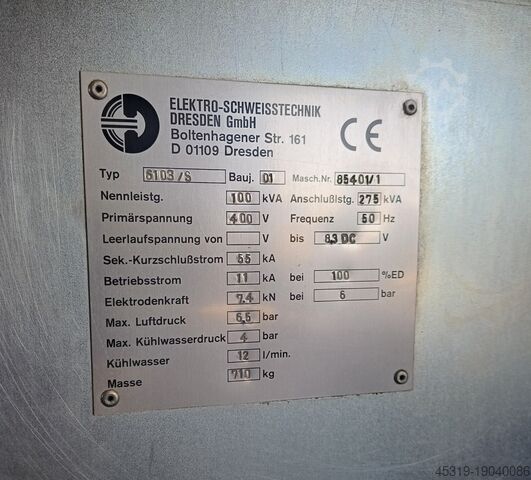 ELEKTRO-SCHWEISSTECHNIK
DRESDEN GmbH
Boltenhagener Str. 161
D 01109 Dresden
CE
Typ 6103/S Bauj. 01 Masch.Nr. 85401/1
Nennleistg. 100 kVA Anschlußlstg. 275 kVA
Primärspannung 400 V Frequenz 50 Hz
Leerlaufspannung von V bis 8,3 DC V
Sek.-Kurzschlußstrom 55 kA
Betriebsstrom 11 kA bei 100 %ED
Elektrodenkraft 7,4 kN bei 6 bar
Max. Luftdruck 6,5 bar
Max. Kühlwasserdruck 4 bar
Kühlwasser 12 l/min.
Masse 710 kg
45319-19040086